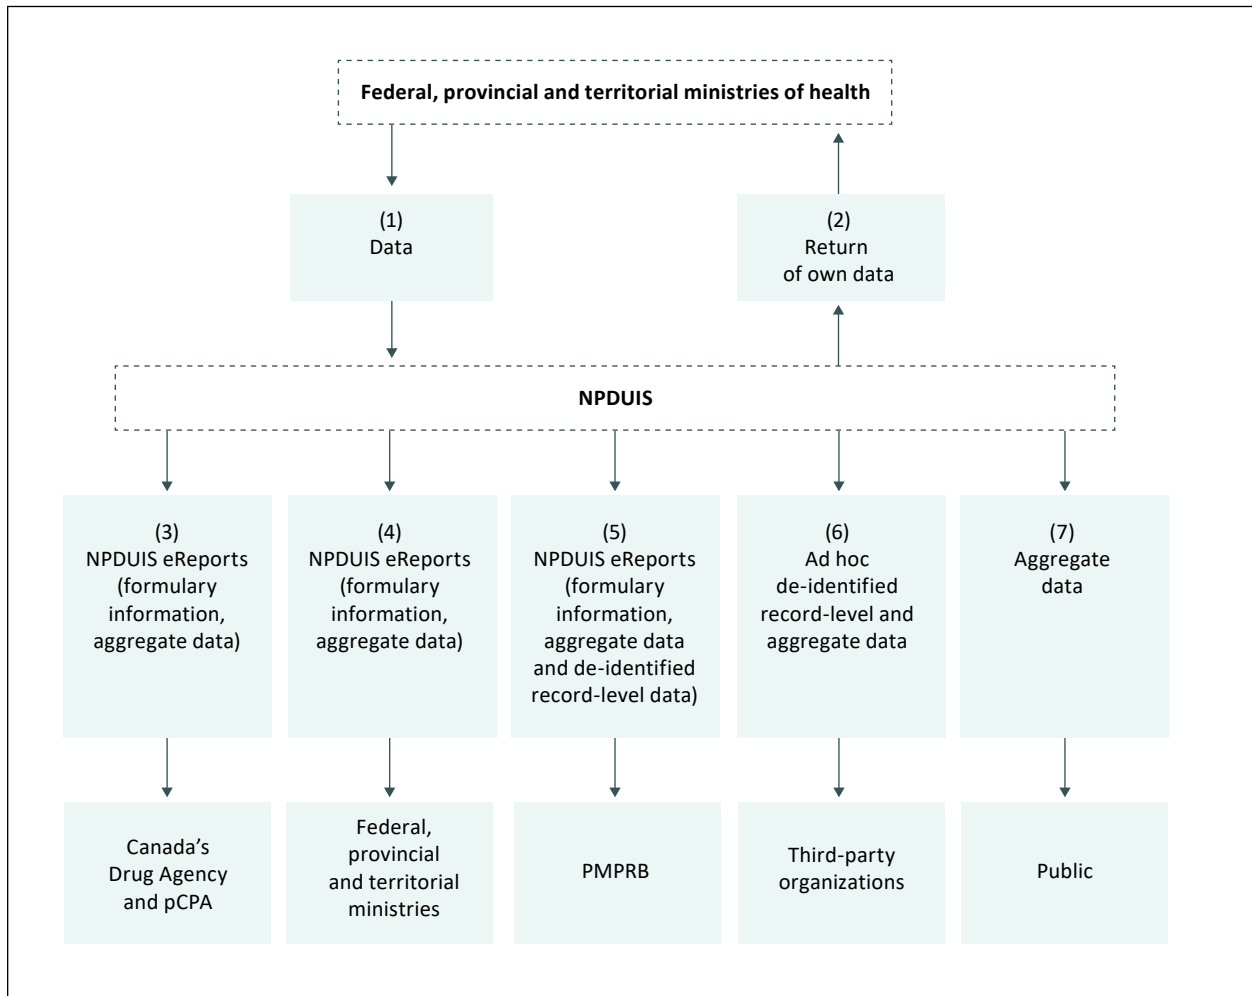 Federal, provincial and territorial ministries of health
(1)
Data
(2)
Return
of own data
NPDUIS
(3)
NPDUIS eReports
(formulary
information,
aggregate data)
(4)
NPDUIS eReports
(formulary
information,
aggregate data)
(5)
NPDUIS eReports
(formulary
information,
aggregate data
and de-identified
record-level data)
(6)
Ad hoc
de-identified
record-level and
aggregate data
(7)
Aggregate
data
Canada’s
Drug Agency
and pCPA
Federal,
provincial
and territorial
ministries
PMPRB
Third-party
organizations
Public